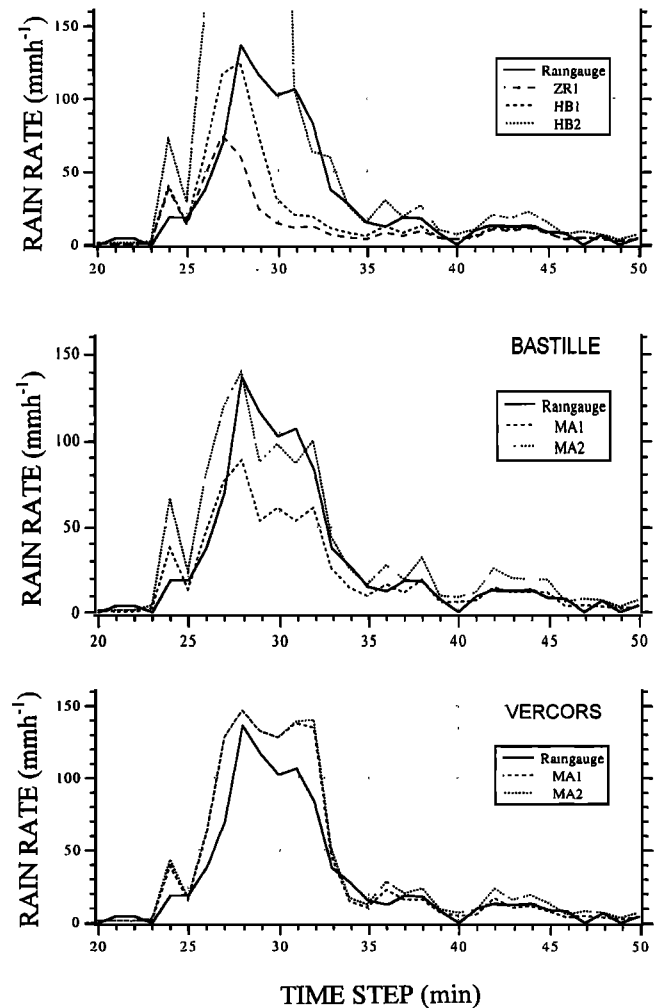 RAIN RATE (mmh-1)
150
100
50
0
20 25 30 35 40 45 50
Raingauge
ZR1
HB1
HB2
RAIN RATE (mmh-1)
150
100
50
0
20 25 30 35 40 45 50
BASTILLE
Raingauge
MA1
MA2
RAIN RATE (mmh-1)
150
100
50
0
20 25 30 35 40 45 50
VERCORS
Raingauge
MA1
MA2
TIME STEP (min)